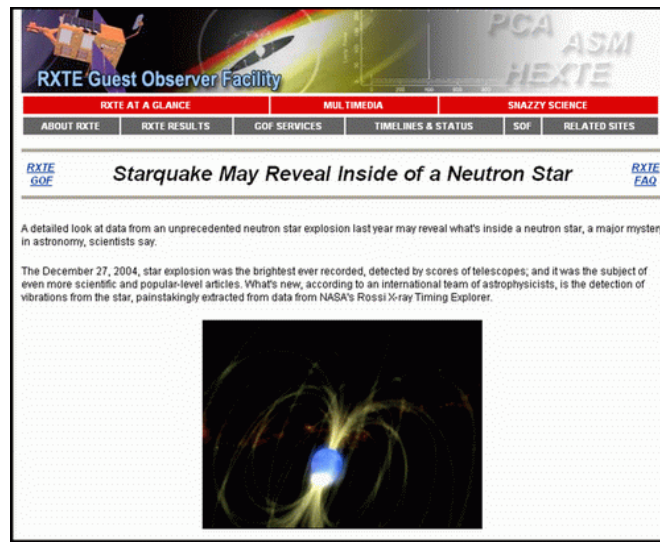 PCA
ASM
HEXTE
RXTE Guest Observer Facility
RXTE AT A GLANCE MULTIMEDIA SNAZZY SCIENCE
ABOUT RXTE RXTE RESULTS GOF SERVICES TIMELINES & STATUS SOF RELATED SITES
RXTE GOF
Starquake May Reveal Inside of a Neutron Star
RXTE FAQ
A detailed look at data from an unprecedented neutron star explosion last year may reveal what's inside a neutron star, a major myster
in astronomy, scientists say.
The December 27, 2004, star explosion was the brightest ever recorded, detected by scores of telescopes; and it was the subject of
even more scientific and popular-level articles. What's new, according to an international team of astrophysicists, is the detection of
vibrations from the star, painstakingly extracted from data from NASA's Rossi X-ray Timing Explorer.